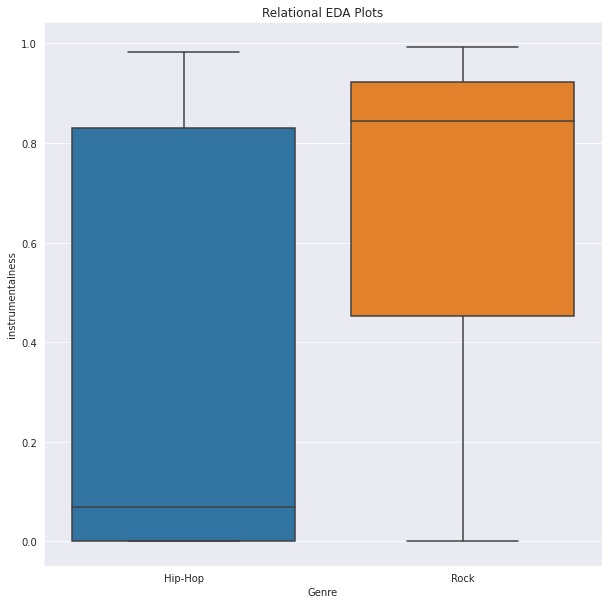 Relational EDA Plots
1.0
0.8
0.6
0.4
0.2
0.0
instrumentalness
Hip-Hop
Rock
Genre